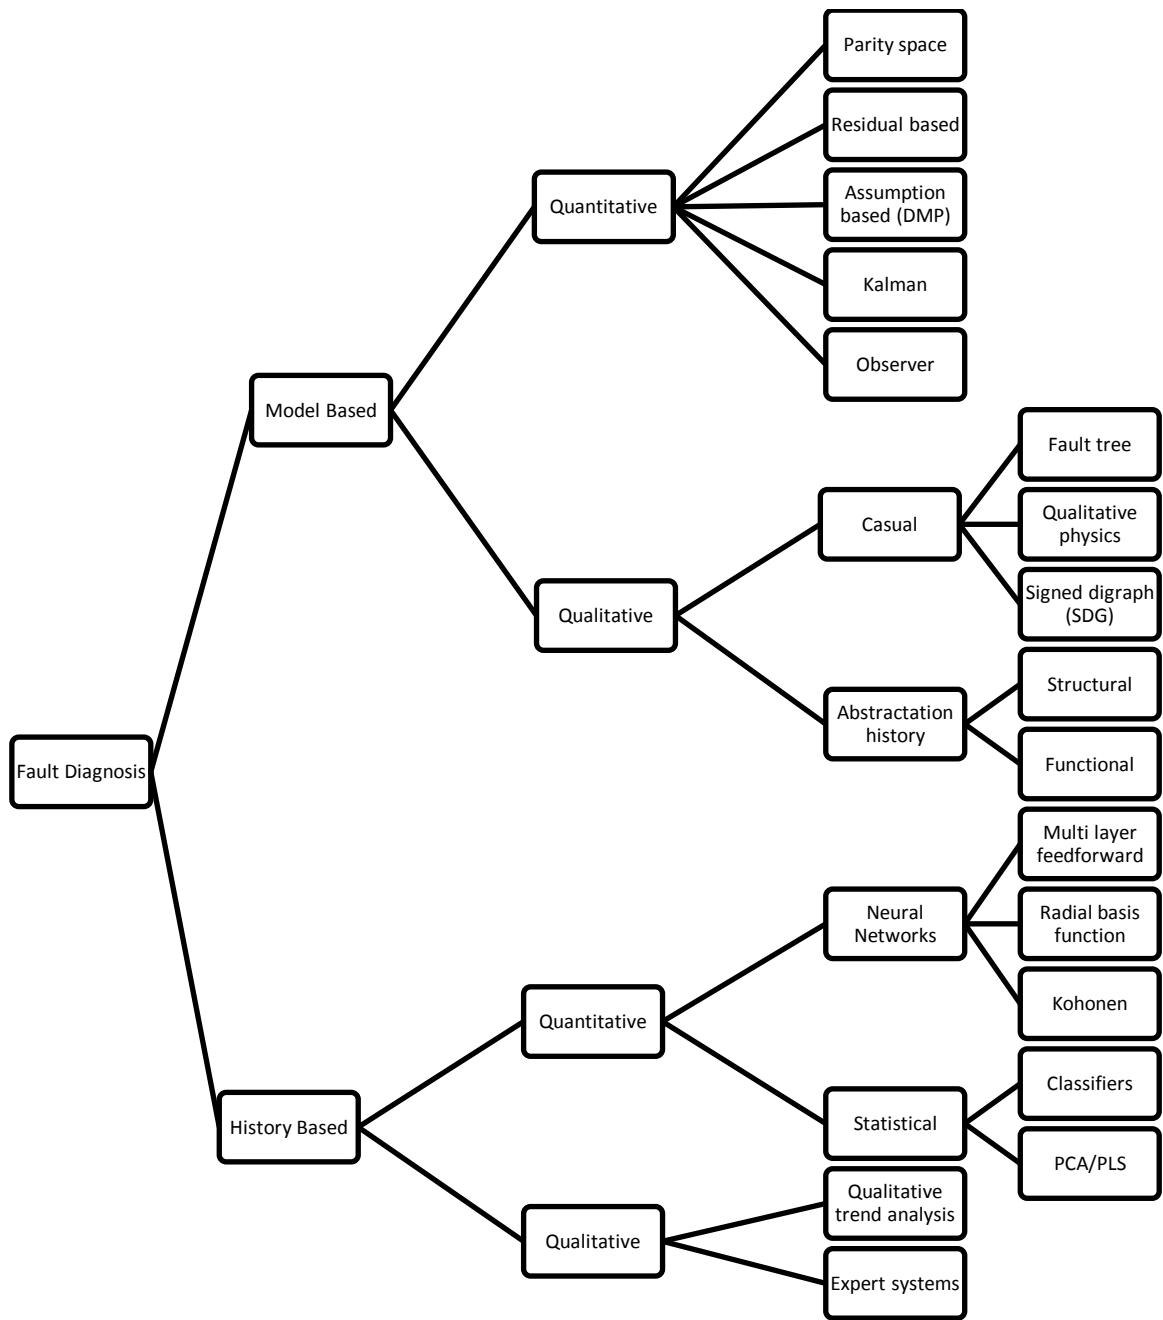 Parity space
Residual based
Assumption
based (DMP)
Quantitative
Kalman
Observer
Model Based
Fault tree
Casual
Qualitative
physics
Signed digraph
(SDG)
Qualitative
Structural
Abstractation
history
Functional
Fault Diagnosis
Multi layer
feedforward
Neural
Networks
Radial basis
function
Kohonen
Quantitative
Classifiers
Statistical
History Based
PCA/PLS
Qualitative
trend analysis
Qualitative
Expert systems